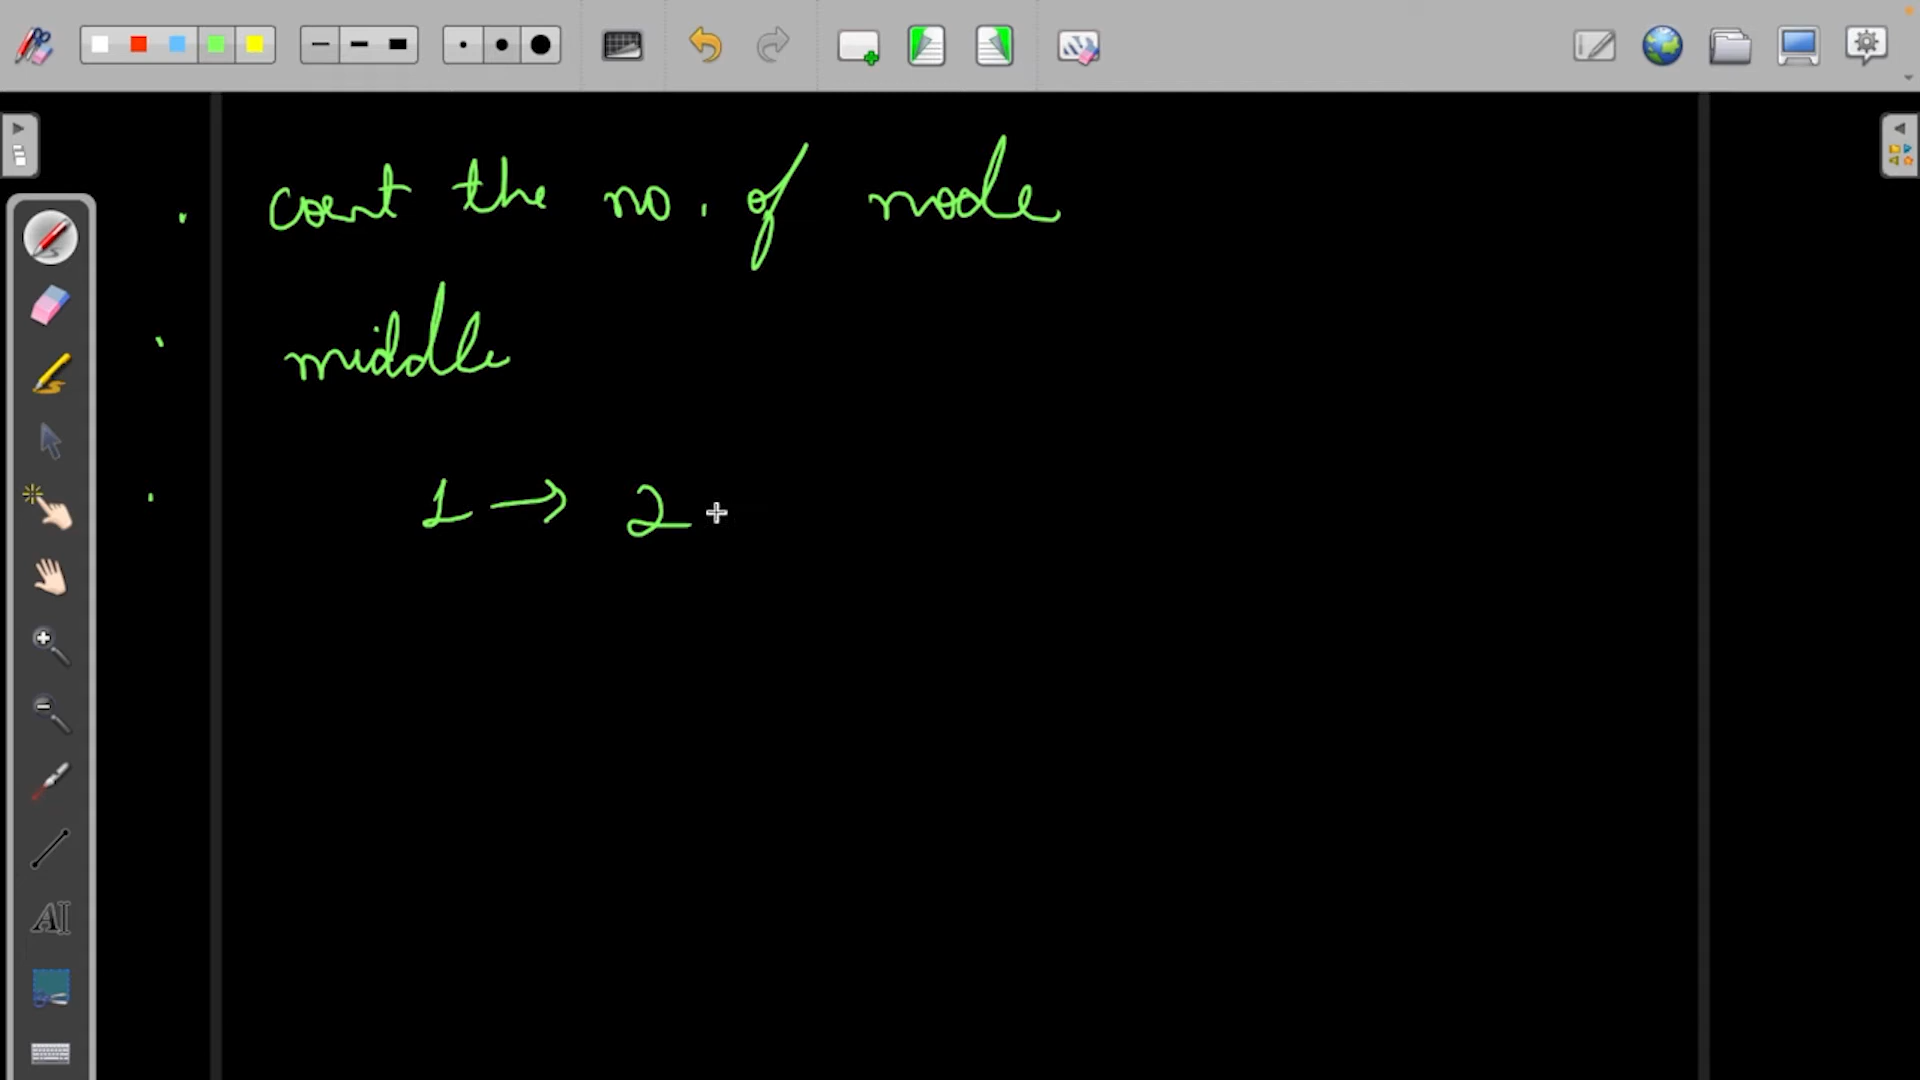 . count the no. of node
. middle
. 1 → 2